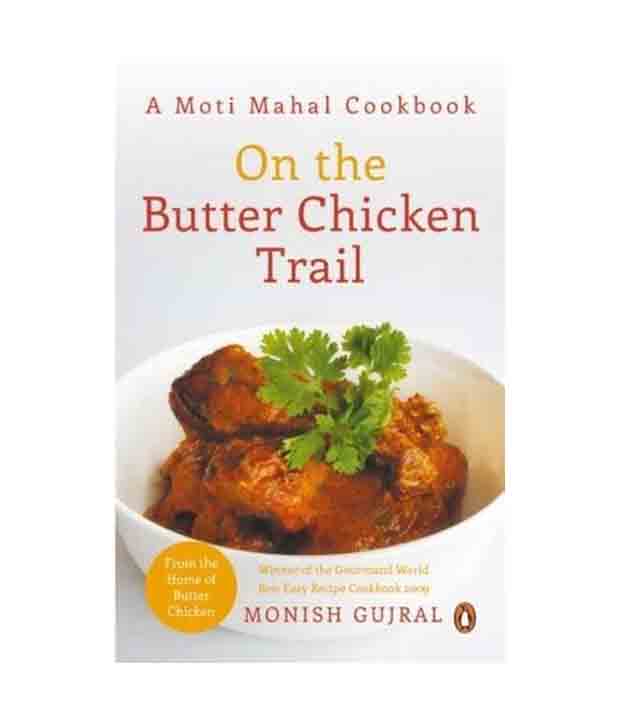 A Moti Mahal Cookbook
On the
Butter Chicken
Trail
From the
Home of
Butter
Chicken
Winner of the Gourmand World
Best Easy Recipe Cookbook 2009
MONISH GUJRAL